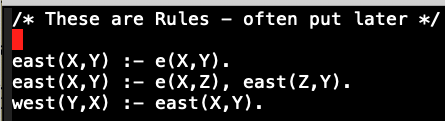 /* These are Rules - often put later */
east(X,Y) :- e(X,Y).
east(X,Y) :- e(X,Z), east(Z,Y).
west(Y,X) :- east(X,Y).